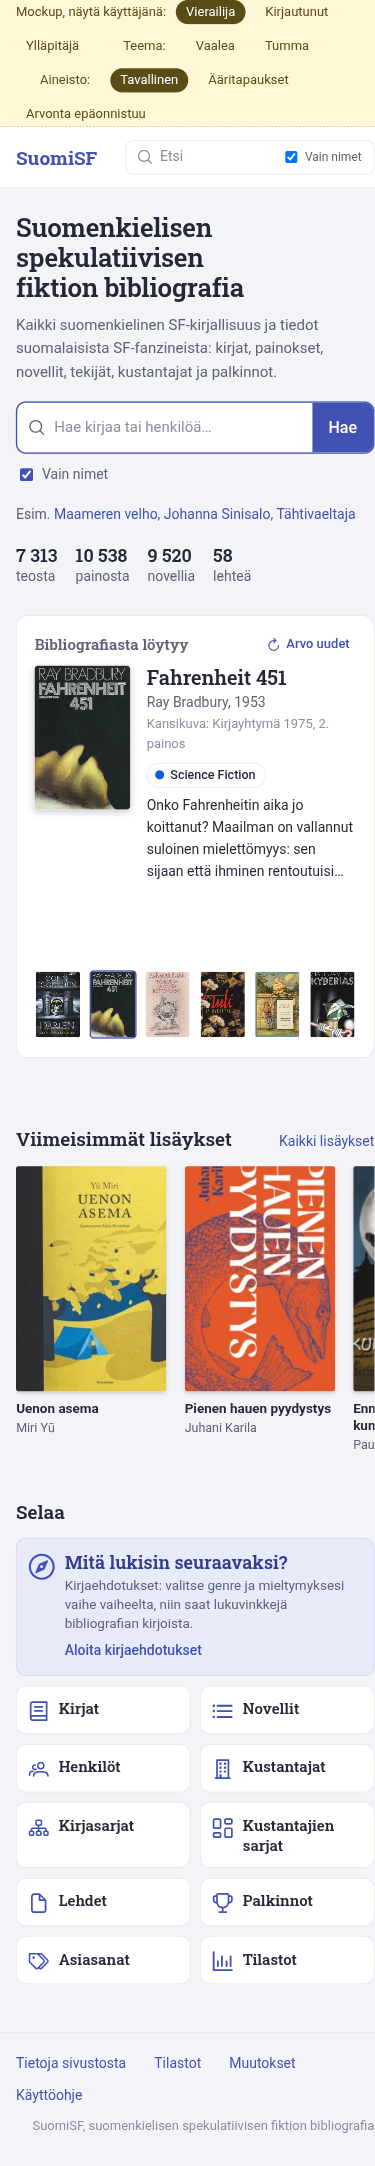 Mockup, näytä käyttäjänä: Vierailija Kirjautunut
Ylläpitäjä Teema: Vaalea Tumma
Aineisto: Tavallinen Ääritapaukset
Arvonta epäonnistuu
SuomiSF Etsi Vain nimet
Suomenkielisen
spekulatiivisen
fiktion bibliografia
Kaikki suomenkielinen SF-kirjallisuus ja tiedot
suomalaisista SF-fanzineista: kirjat, painokset,
novellit, tekijät, kustantajat ja palkinnot.
Hae kirjaa tai henkilöä... Hae
Vain nimet
Esim. Maameren velho, Johanna Sinisalo, Tähtivaeltaja
7 313 10 538 9 520 58
teosta painosta novellia lehteä
Bibliografiasta löytyy Arvo uudet
RAY BRADBURY
FAHRENHEIT
451
Fahrenheit 451
Ray Bradbury, 1953
Kansikuva: Kirjayhtymä 1975, 2.
painos
Science Fiction
Onko Fahrenheitin aika jo
koittanut? Maailman on vallannut
suloinen mielettömyys: sen
sijaan että ihminen rentoutuisi…
Viimeisimmät lisäykset Kaikki lisäykset
Yū Miri
UENON
ASEMA
Juhani
Karila
PIENEN
HAUEN
PYYDYSTYS
Uenon asema
Miri Yū
Pienen hauen pyydystys
Juhani Karila
Selaa
Mitä lukisin seuraavaksi?
Kirjaehdotukset: valitse genre ja mieltymyksesi
vaihe vaiheelta, niin saat lukuvinkkejä
bibliografian kirjoista.
Aloita kirjaehdotukset
Kirjat Novellit
Henkilöt Kustantajat
Kirjasarjat Kustantajien
sarjat
Lehdet Palkinnot
Asiasanat Tilastot
Tietoja sivustosta Tilastot Muutokset
Käyttöohje
SuomiSF, suomenkielisen spekulatiivisen fiktion bibliografia